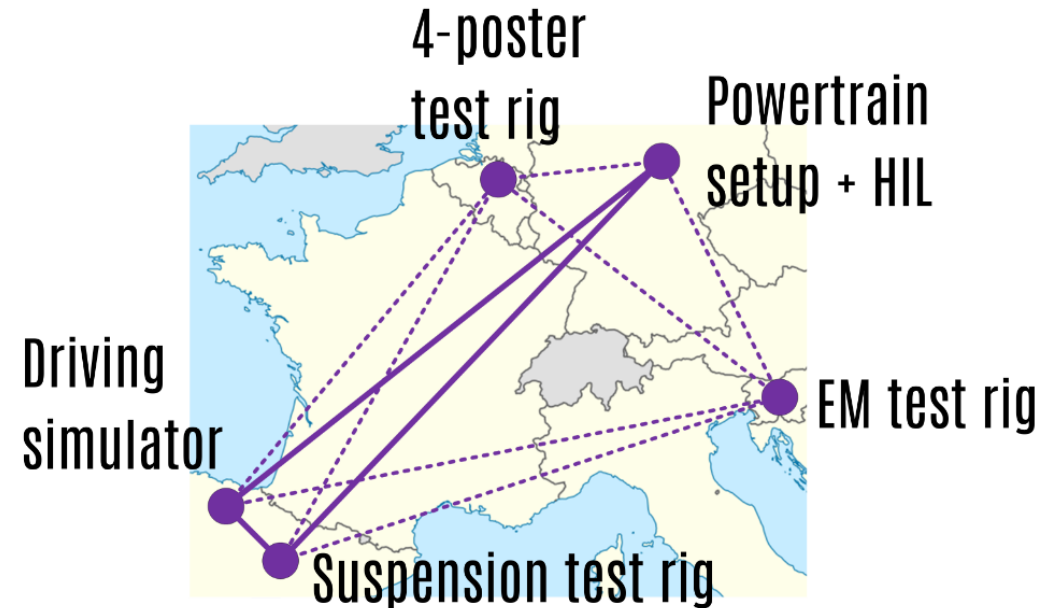 4-poster
test rig
Powertrain
setup + HIL
Driving
simulator
EM test rig
Suspension test rig